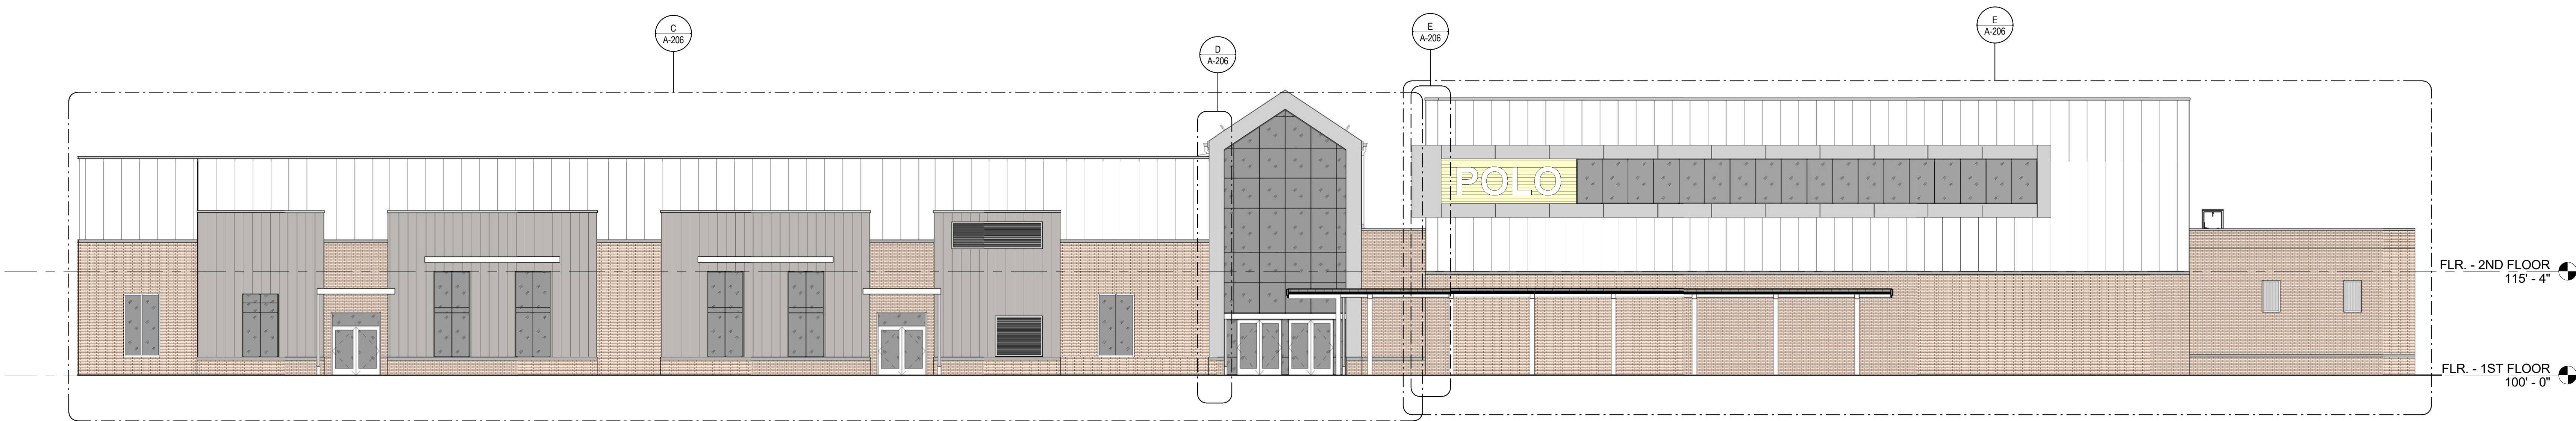 C
A-206
D
A-206
E
A-206
E
A-206
POLO
FLR. - 2ND FLOOR
115' - 4"
FLR. - 1ST FLOOR
100' - 0"